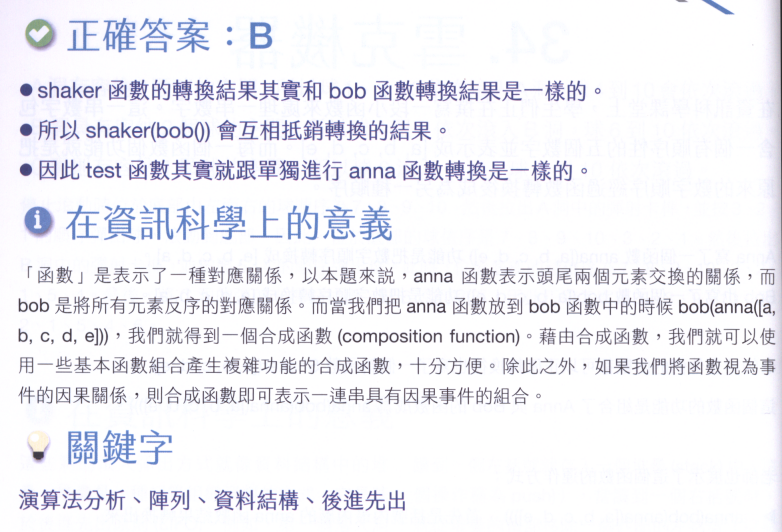 正確答案：B
●shaker 函數的轉換結果其實和 bob 函數轉換結果是一樣的。
●所以 shaker(bob()) 會互相抵銷轉換的結果。
●因此 test 函數其實就跟單獨進行 anna 函數轉換是一樣的。
在資訊科學上的意義
「函數」是表示了一種對應關係，以本題來說，anna 函數表示頭尾兩個元素交換的關係，而
bob 是將所有元素反序的對應關係。而當我們把 anna 函數放到 bob 函數中的時候 bob(anna([a,
b, c, d, e]))，我們就得到一個合成函數 (composition function)。藉由合成函數，我們就可以使
用一些基本函數組合產生複雜功能的合成函數，十分方便。除此之外，如果我們將函數視為事
件的因果關係，則合成函數即可表示一連串具有因果事件的組合。
關鍵字
演算法分析、陣列、資料結構、後進先出